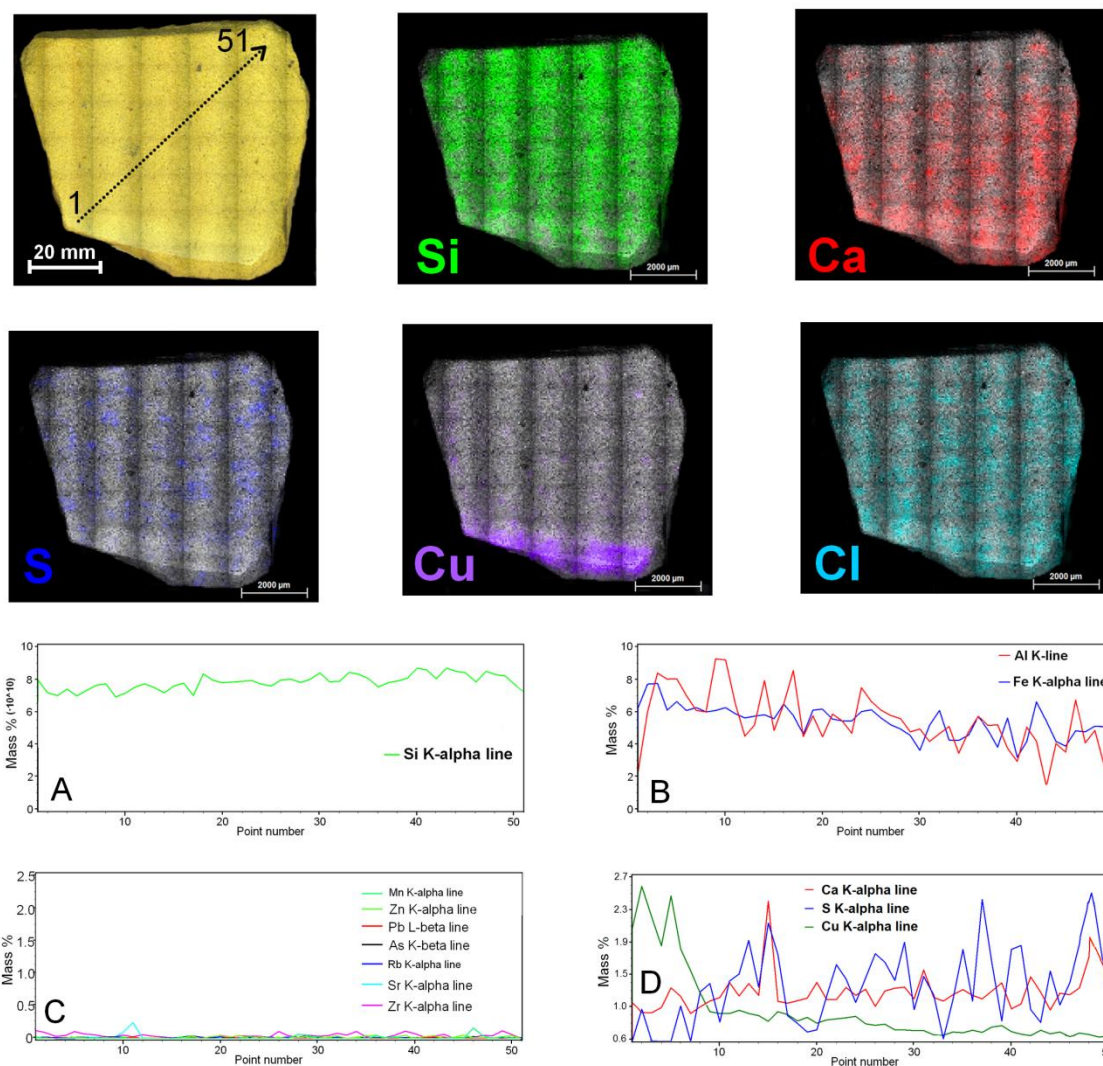 51
1
20 mm
Si
2000 µm
Ca
2000 µm
S
2000 µm
Cu
2000 µm
Cl
2000 µm
10
8
6
4
2
0
Mass % (*10^10)
Si K-alpha line
A
10
20
30
40
50
Point number
10
8
6
4
2
0
Mass %
Al K-line
Fe K-alpha line
B
10
20
30
40
Point number
2.5
2.0
1.5
1.0
0.5
0
Mass %
Mn K-alpha line
Zn K-alpha line
Pb L-beta line
As K-beta line
Rb K-alpha line
Sr K-alpha line
Zr K-alpha line
C
10
20
30
40
50
Point number
2.7
2.3
1.9
1.5
1.0
0.6
Mass %
Ca K-alpha line
S K-alpha line
Cu K-alpha line
D
10
20
30
40
Point number